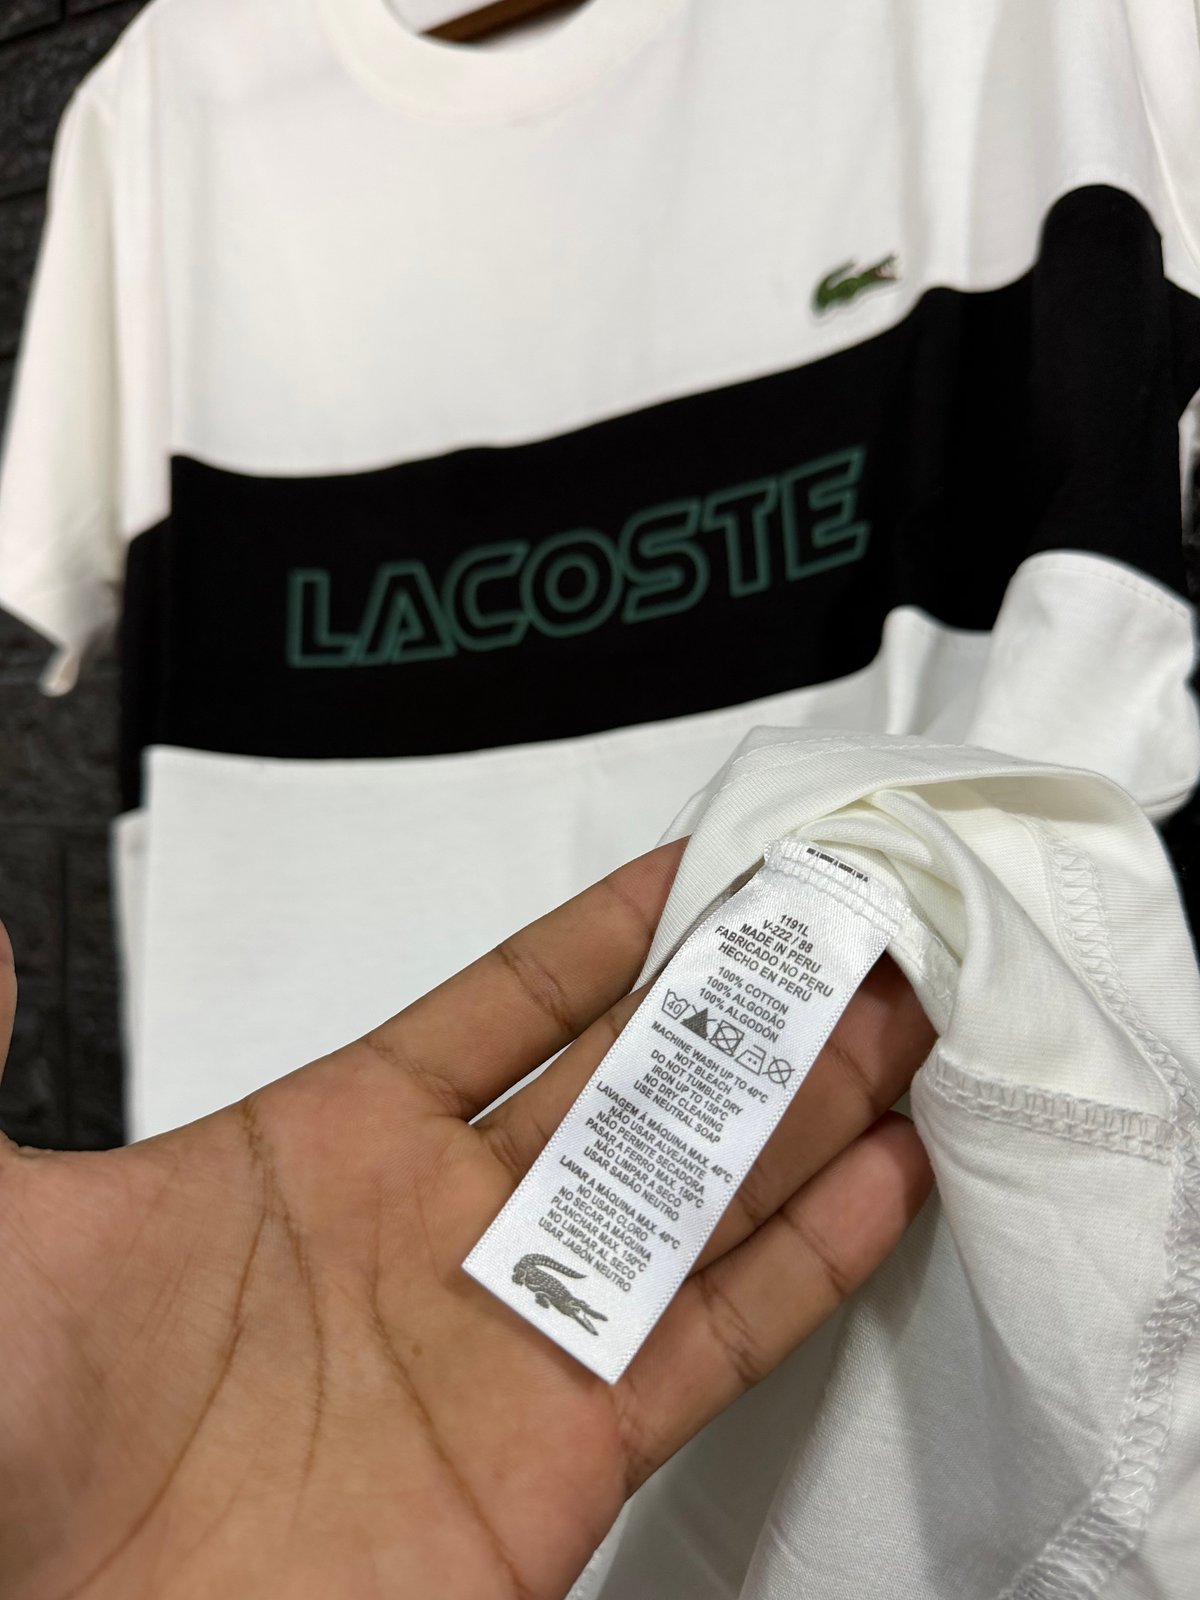 LACOSTE
1191L
V-222 / 88
MADE IN PERU
FABRICADO NO PERU
HECHO EN PERÚ
100% COTTON
100% ALGODÃO
100% ALGODÓN
40
MACHINE WASH UP TO 40°C
NOT BLEACH
DO NOT TUMBLE DRY
IRON UP TO 150°C
NO DRY CLEANING
USE NEUTRAL SOAP
LAVAGEM Á MÁQUINA MAX. 40°C
NÃO USAR ALVEJANTE
NÃO PERMITE SECADORA
PASAR A FERRO MAX. 150°C
NÃO LIMPAR A SECO
USAR SABÃO NEUTRO
LAVAR A MÁQUINA MAX. 40°C
NO USAR CLORO
NO SECAR A MÁQUINA
PLANCHAR MAX. 150°C
NO LIMPIAR AL SECO
USAR JABÓN NEUTRO